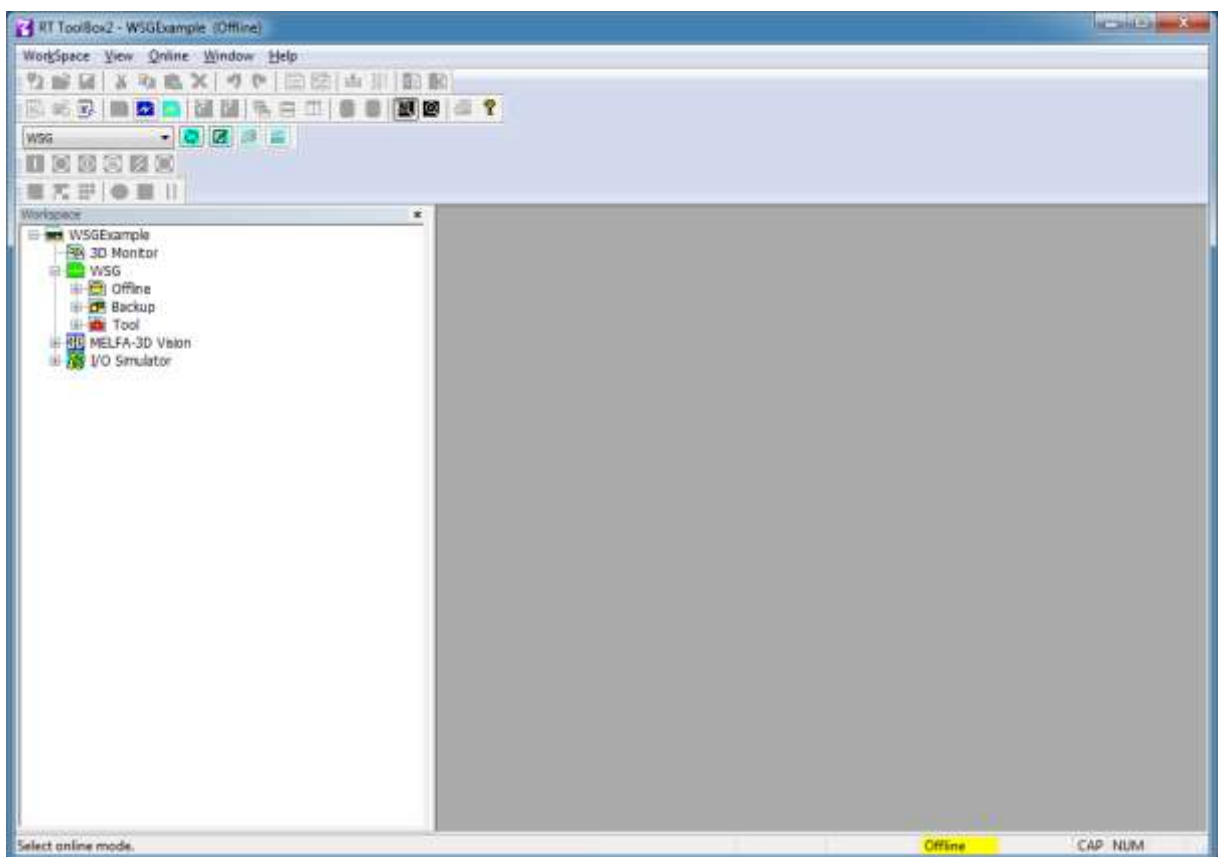 RT ToolBox2 - WSGExample (Offline)
WorkSpace View Online Window Help
WSG
Workspace
WSGExample
3D Monitor
WSG
Offline
Backup
Tool
MELFA-3D Vision
I/O Simulator
Select online mode. Offline CAP NUM